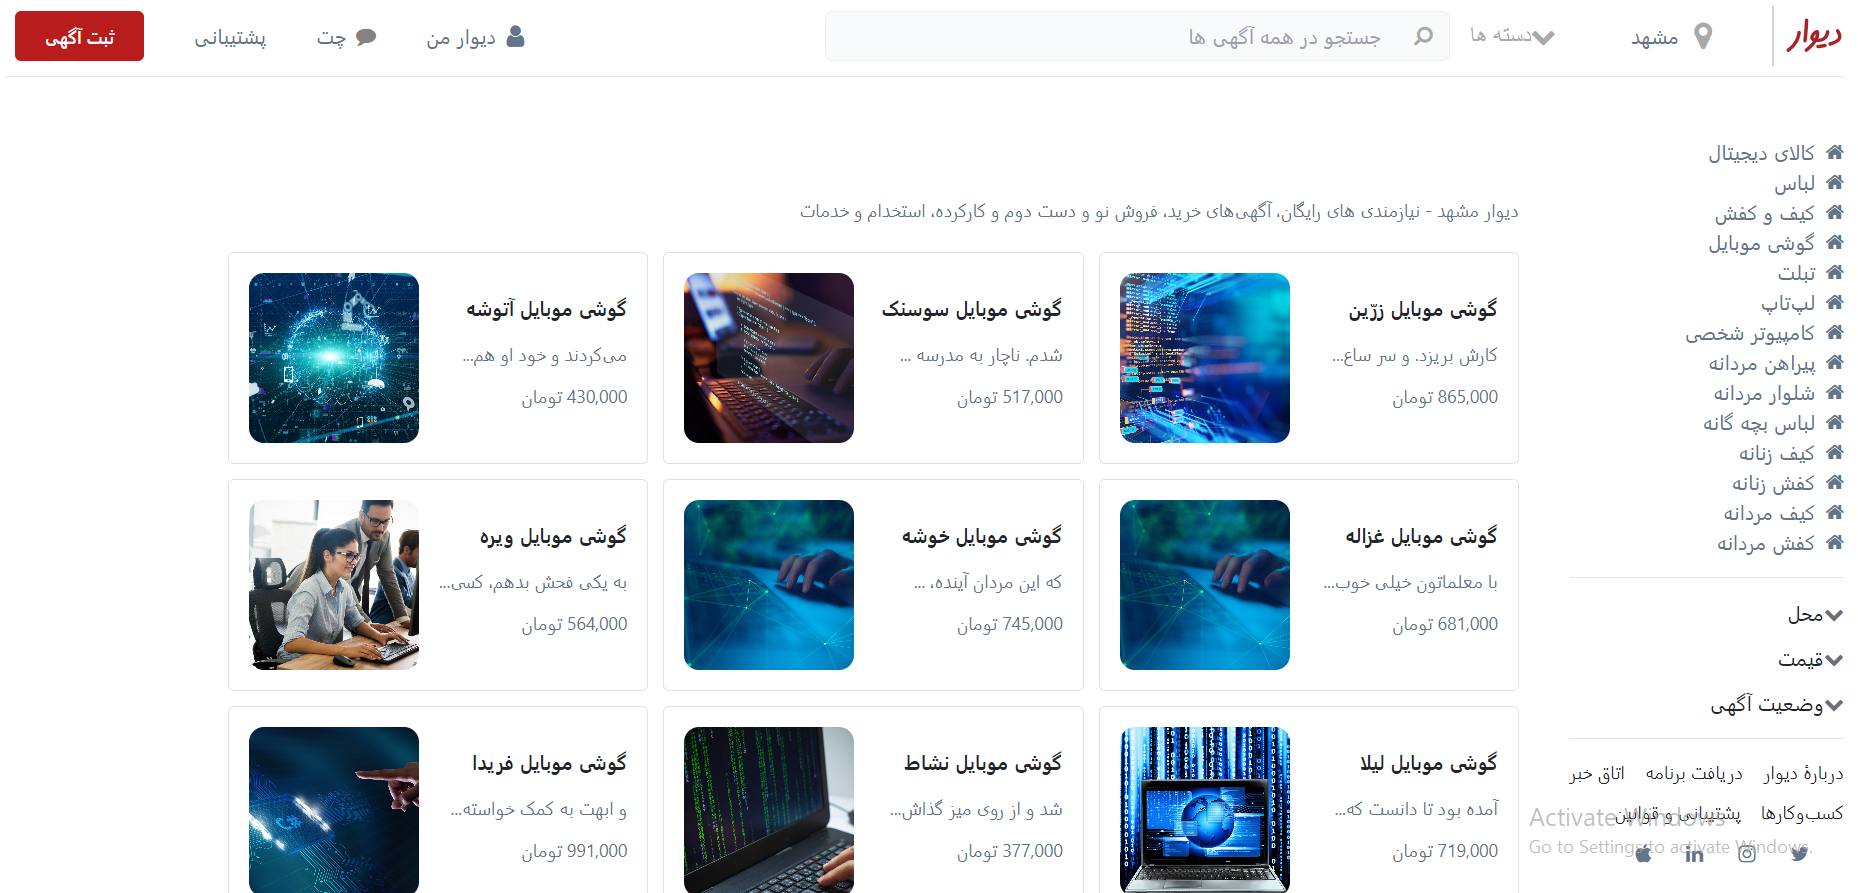 دیوار
مشهد
دسته ها
جستجو در همه آگهی ها
دیوار من
چت
پشتیبانی
ثبت آگهی
کالای دیجیتال
لباس
کیف و کفش
گوشی موبایل
تبلت
لپ‌تاپ
کامپیوتر شخصی
پیراهن مردانه
شلوار مردانه
لباس بچه گانه
کیف زنانه
کفش زنانه
کیف مردانه
کفش مردانه
محل
قیمت
وضعیت آگهی
دربارهٔ دیوار
دریافت برنامه
اتاق خبر
کسب‌وکارها
پشتیبانی و قوانین
دیوار مشهد - نیازمندی های رایگان، آگهی‌های خرید، فروش نو و دست دوم و کارکرده، استخدام و خدمات
گوشی موبایل زرّین
کارش بریزد. و سر ساع...
865,000 تومان
گوشی موبایل سوسنک
شدم. ناچار به مدرسه ...
517,000 تومان
گوشی موبایل آتوشه
می‌کردند و خود او هم...
430,000 تومان
گوشی موبایل غزاله
با معلماتون خیلی خوب...
681,000 تومان
گوشی موبایل خوشه
که این مردان آینده، ...
745,000 تومان
گوشی موبایل ویره
به یکی فحش بدهم، کسی...
564,000 تومان
گوشی موبایل لیلا
آمده بود تا دانست که...
719,000 تومان
گوشی موبایل نشاط
شد و از روی میز گذاش...
377,000 تومان
گوشی موبایل فریدا
و ابهت به کمک خواسته...
991,000 تومان
Activate Windows
Go to Settings to activate Windows.